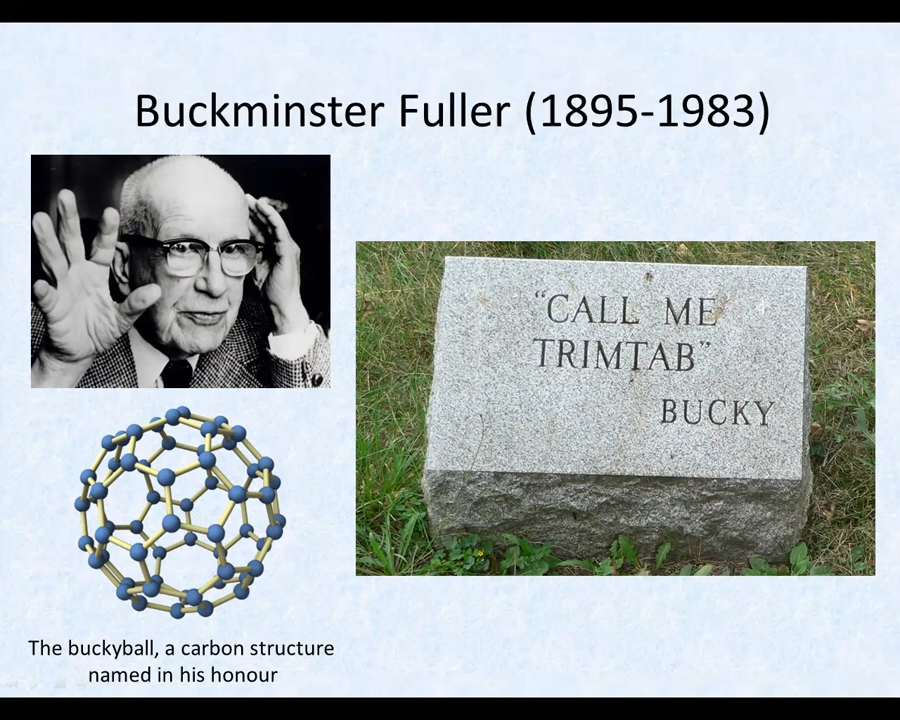 Buckminster Fuller (1895-1983)
“CALL ME
TRIMTAB”
BUCKY
The buckyball, a carbon structure
named in his honour